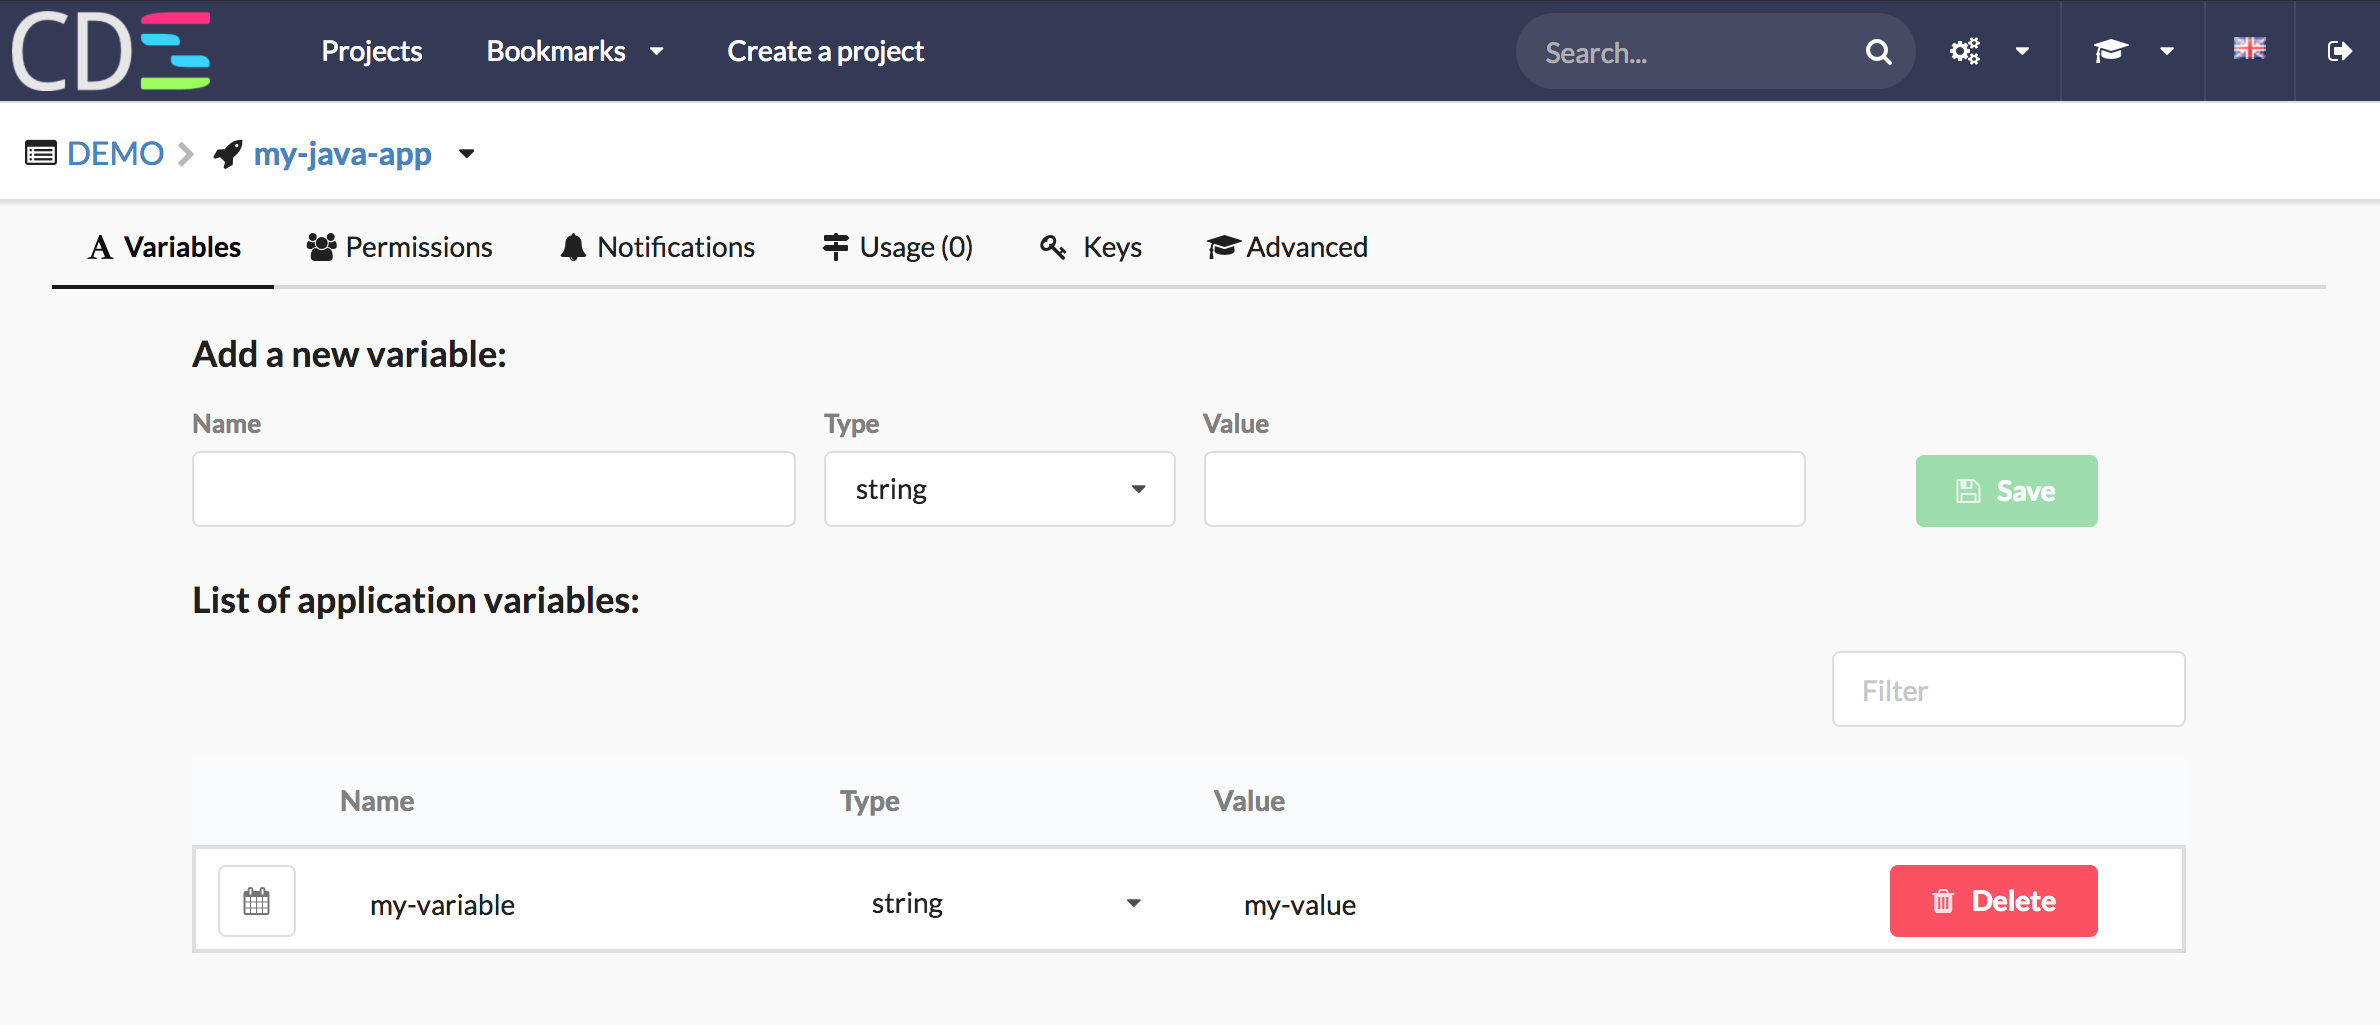 CDE Projects Bookmarks Create a project Search...
DEMO my-java-app
Variables Permissions Notifications Usage (0) Keys Advanced
Add a new variable:
Name Type Value
string Save
List of application variables:
Filter
Name Type Value
my-variable string my-value Delete